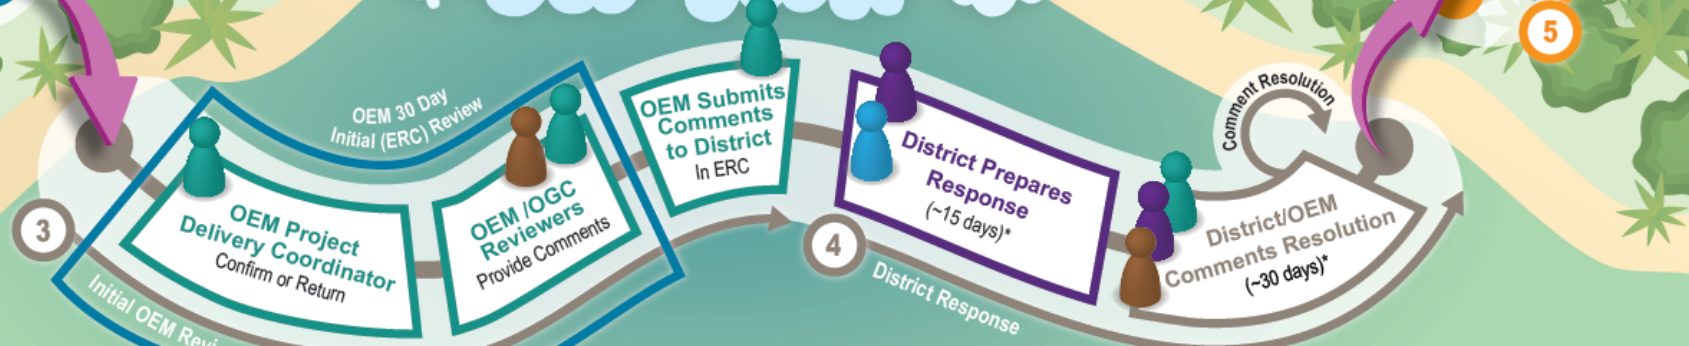 5
OEM 30 Day
Initial (ERC) Review
OEM Submits
Comments
to District
In ERC
Comment Resolution
3
OEM Project
Delivery Coordinator
Confirm or Return
OEM /OGC
Reviewers
Provide Comments
Initial OEM
4
District Prepares
Response
(~15 days)*
District Response
District/OEM
Comments Resolution
(~30 days)*